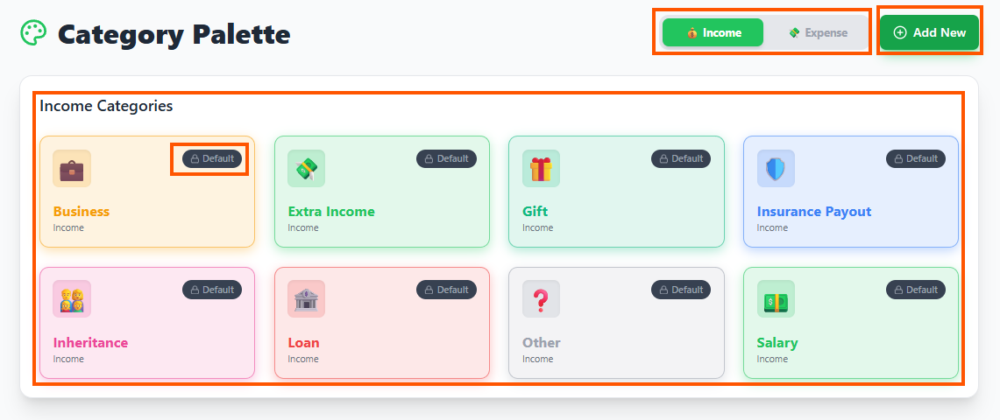 Category Palette
Income
Expense
Add New
Income Categories
Default
Business
Income
Default
Extra Income
Income
Default
Gift
Income
Default
Insurance Payout
Income
Default
Inheritance
Income
Default
Loan
Income
Default
Other
Income
Default
Salary
Income